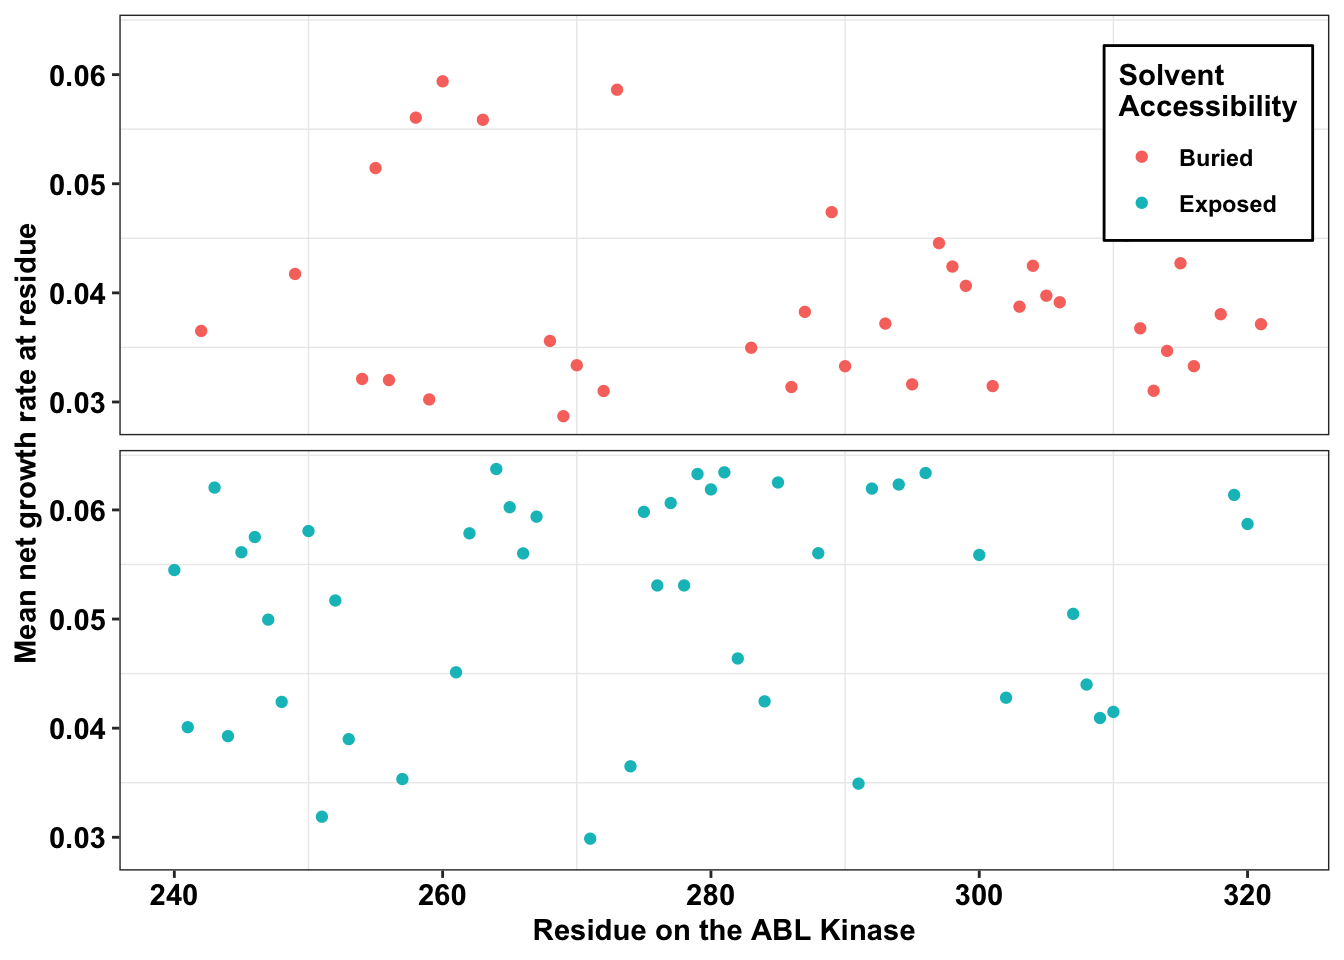 Mean net growth rate at residue
0.06
0.05
0.04
0.03
Solvent
Accessibility
Buried
Exposed
0.06
0.05
0.04
0.03
240 260 280 300 320
Residue on the ABL Kinase